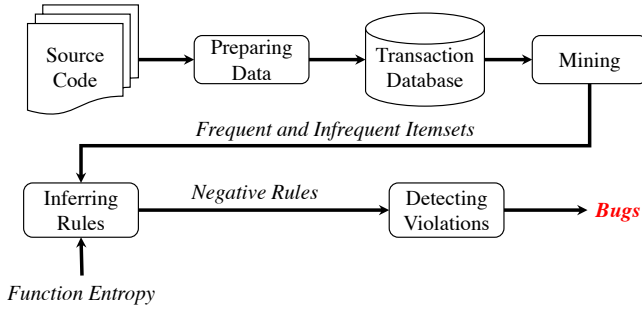 Source
Code
Preparing
Data
Transaction
Database
Mining
Frequent and Infrequent Itemsets
Inferring
Rules
Negative Rules
Detecting
Violations
Bugs
Function Entropy